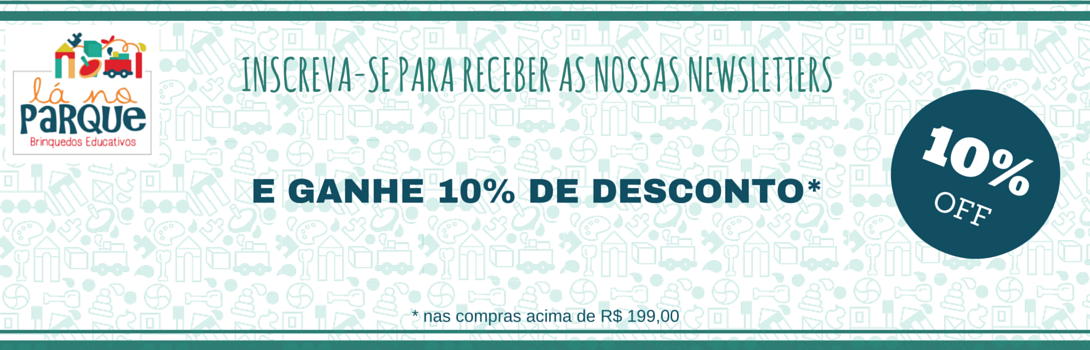 lá no
PARQUE
Brinquedos Educativos
INSCREVA-SE PARA RECEBER AS NOSSAS NEWSLETTERS
E GANHE 10% DE DESCONTO*
10%
OFF
* nas compras acima de R$ 199,00